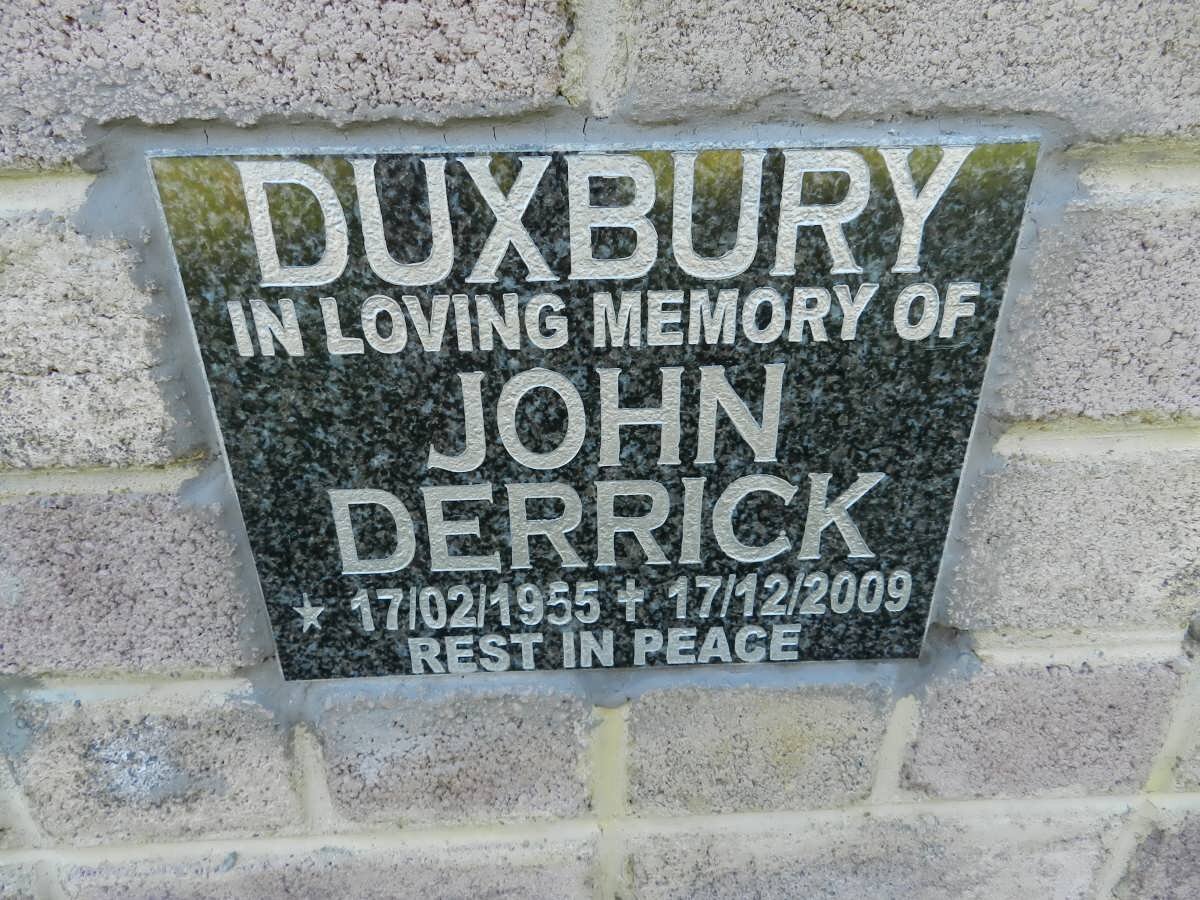 DUXBURY
IN LOVING MEMORY OF
JOHN
DERRICK
★ 17/02/1955 ✝ 17/12/2009
REST IN PEACE